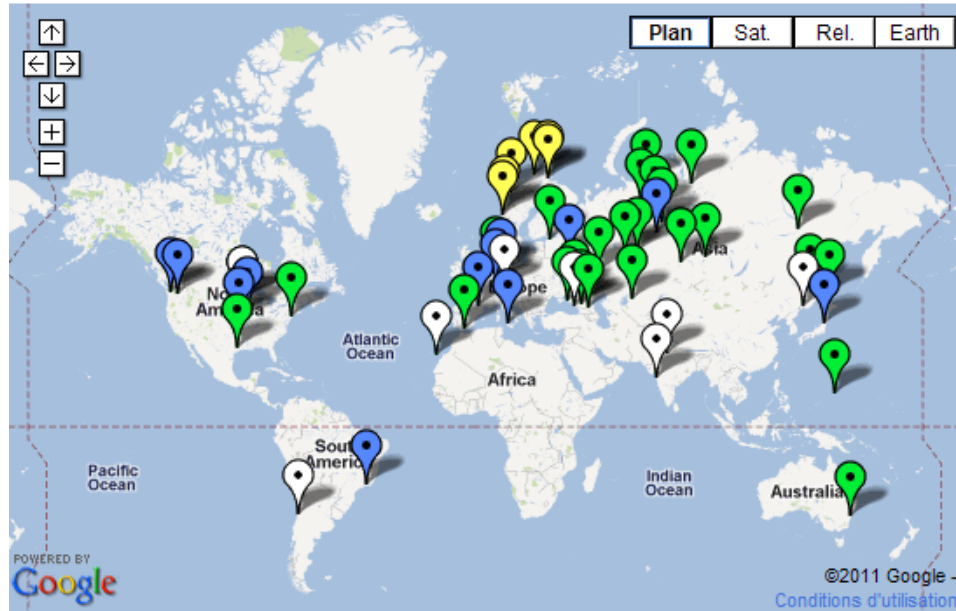 Plan Sat. Rel. Earth
Asia
Atlantic
Ocean
Africa
Pacific
Ocean
Indian
Ocean
Australia
POWERED BY
Google
©2011 Google -
Conditions d'utilisation